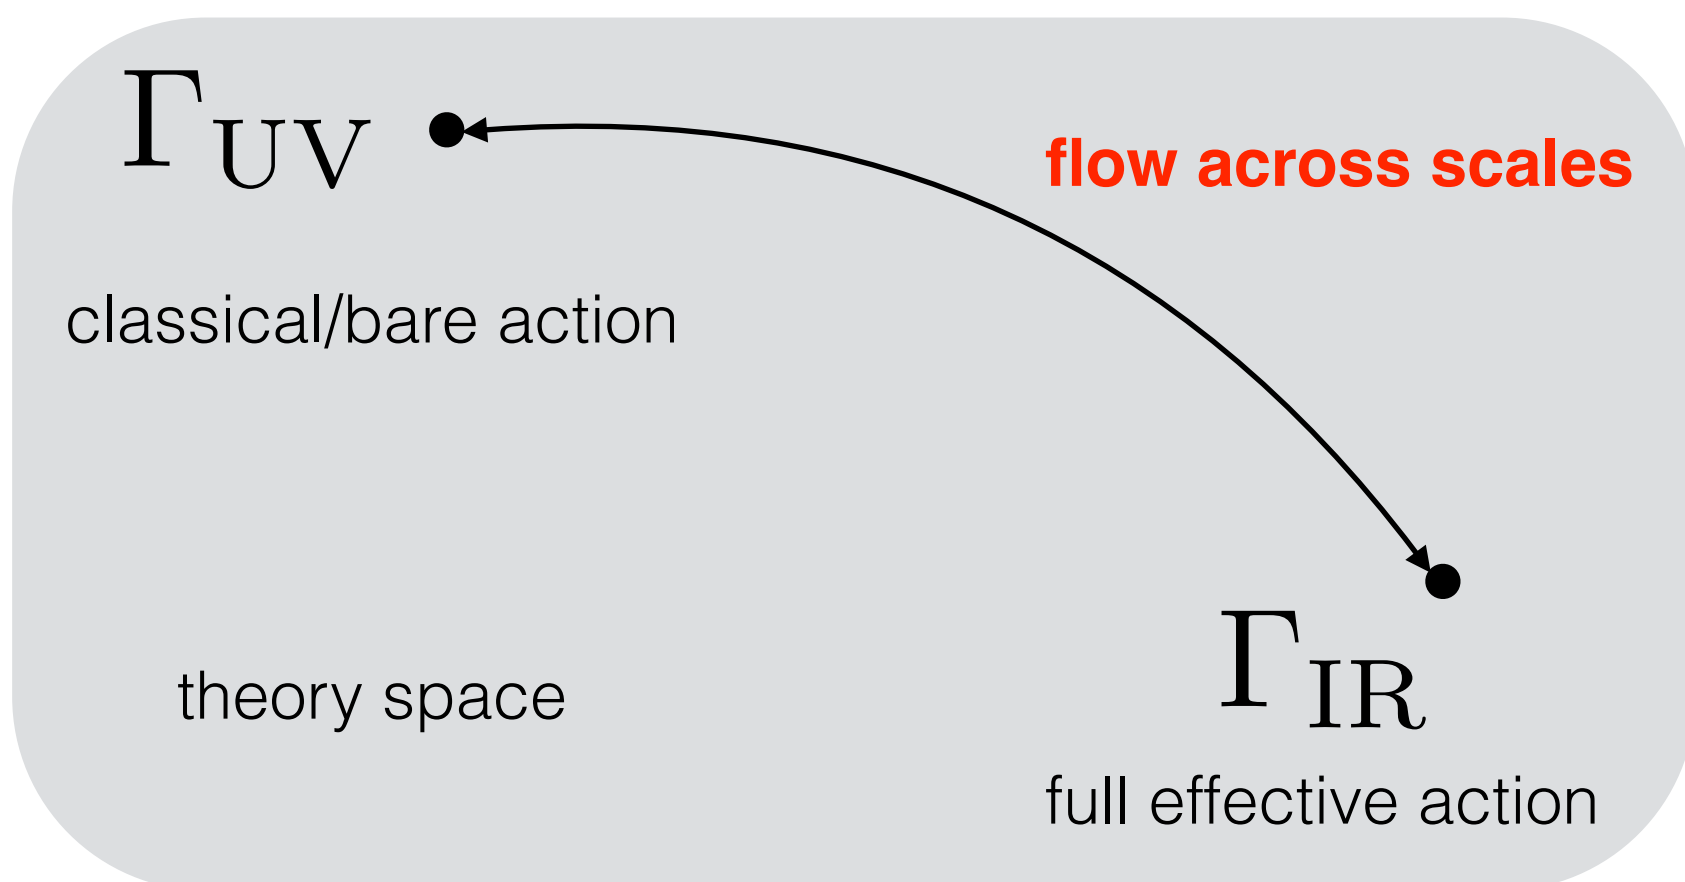 Γ_UV
flow across scales
classical/bare action
theory space
Γ_IR
full effective action